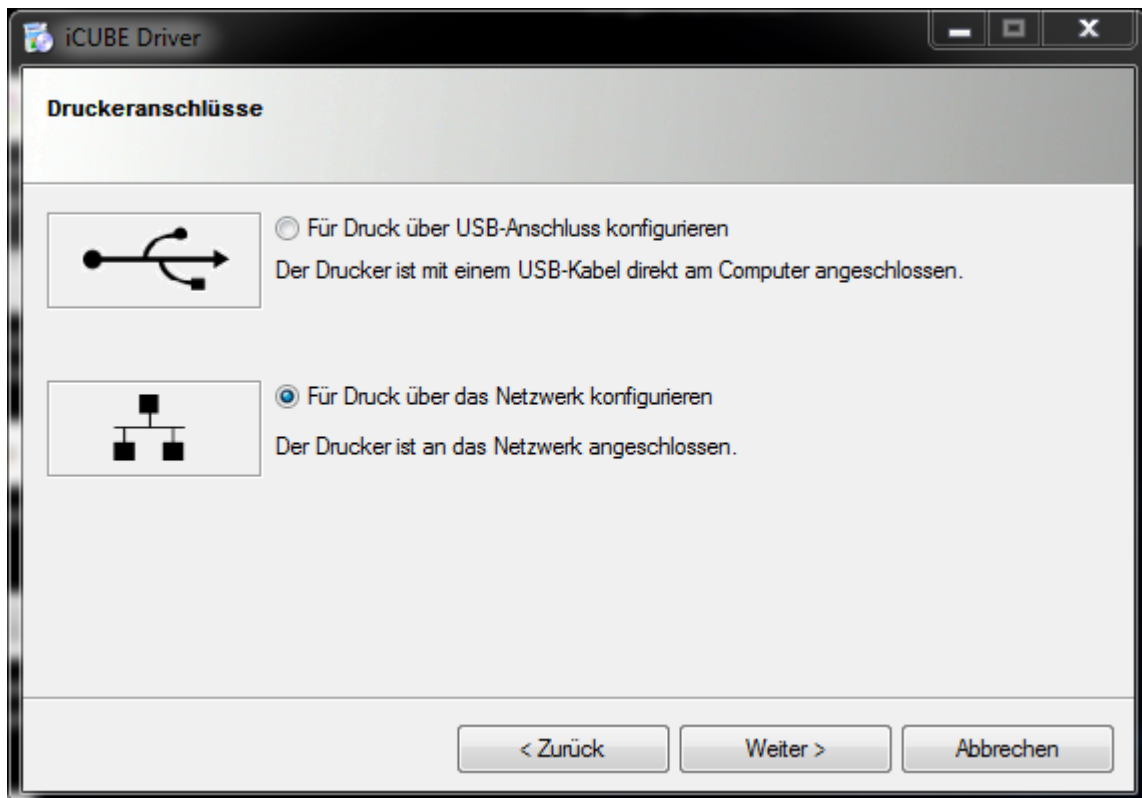 iCUBE Driver
Druckeranschlüsse
Für Druck über USB-Anschluss konfigurieren
Der Drucker ist mit einem USB-Kabel direkt am Computer angeschlossen.
Für Druck über das Netzwerk konfigurieren
Der Drucker ist an das Netzwerk angeschlossen.
< Zurück Weiter > Abbrechen